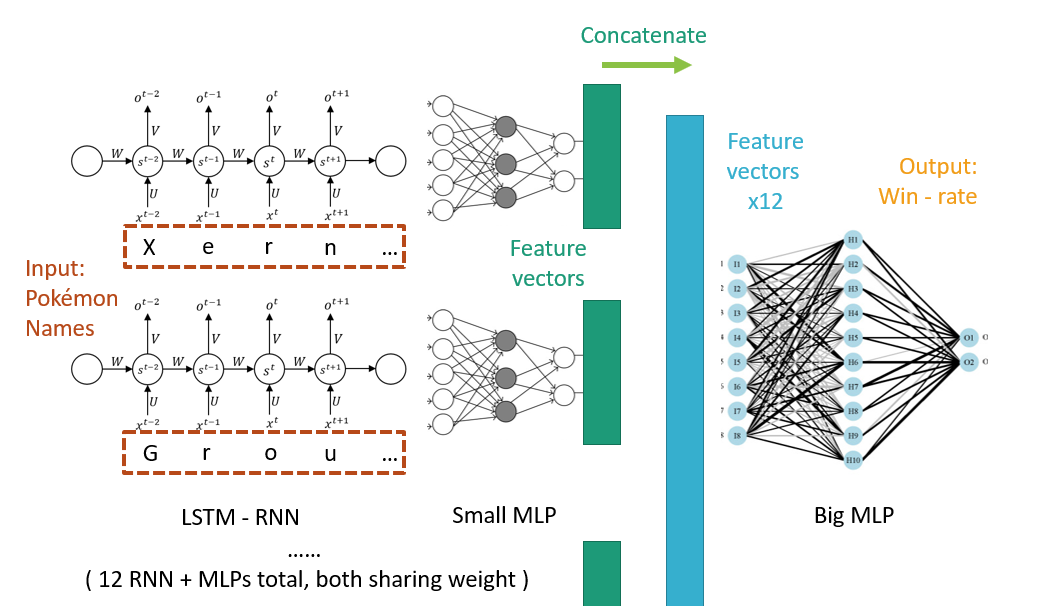 Concatenate
o^{t-2} o^{t-1} o^{t} o^{t+1}
V V V V
W W W W
s^{t-2} s^{t-1} s^{t} s^{t+1}
U U U U
x^{t-2} x^{t-1} x^{t} x^{t+1}
X e r n ...
Input:
Pokémon
Names
Feature
vectors
o^{t-2} o^{t-1} o^{t} o^{t+1}
V V V V
W W W W
s^{t-2} s^{t-1} s^{t} s^{t+1}
U U U U
x^{t-2} x^{t-1} x^{t} x^{t+1}
G r o u ...
LSTM - RNN
Small MLP
......
( 12 RNN + MLPs total, both sharing weight )
Feature
vectors
x12
Output:
Win - rate
I1
I2
I3
I4
I5
I6
I7
I8
H1
H2
H3
H4
H5
H6
H7
H8
H9
H10
O1
O2
Big MLP